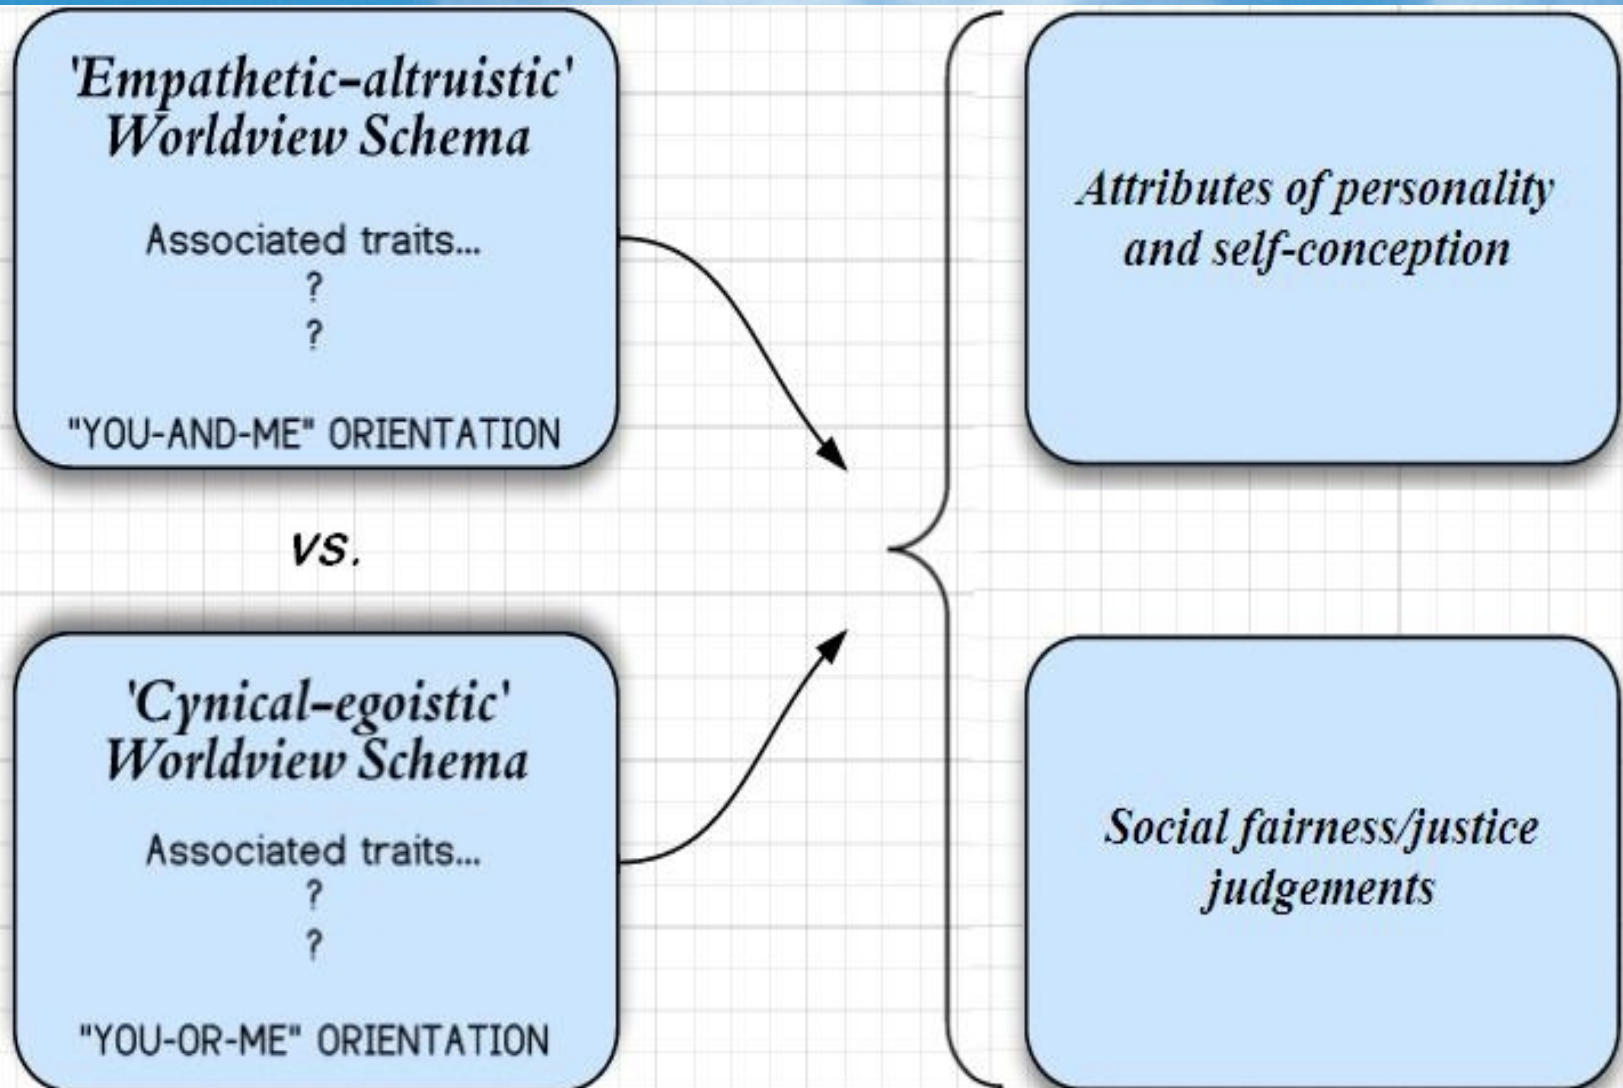 'Empathetic-altruistic'
Worldview Schema
Associated traits...
?
?
"YOU-AND-ME" ORIENTATION
vs.
'Cynical-egoistic'
Worldview Schema
Associated traits...
?
?
"YOU-OR-ME" ORIENTATION
Attributes of personality
and self-conception
Social fairness/justice
judgements